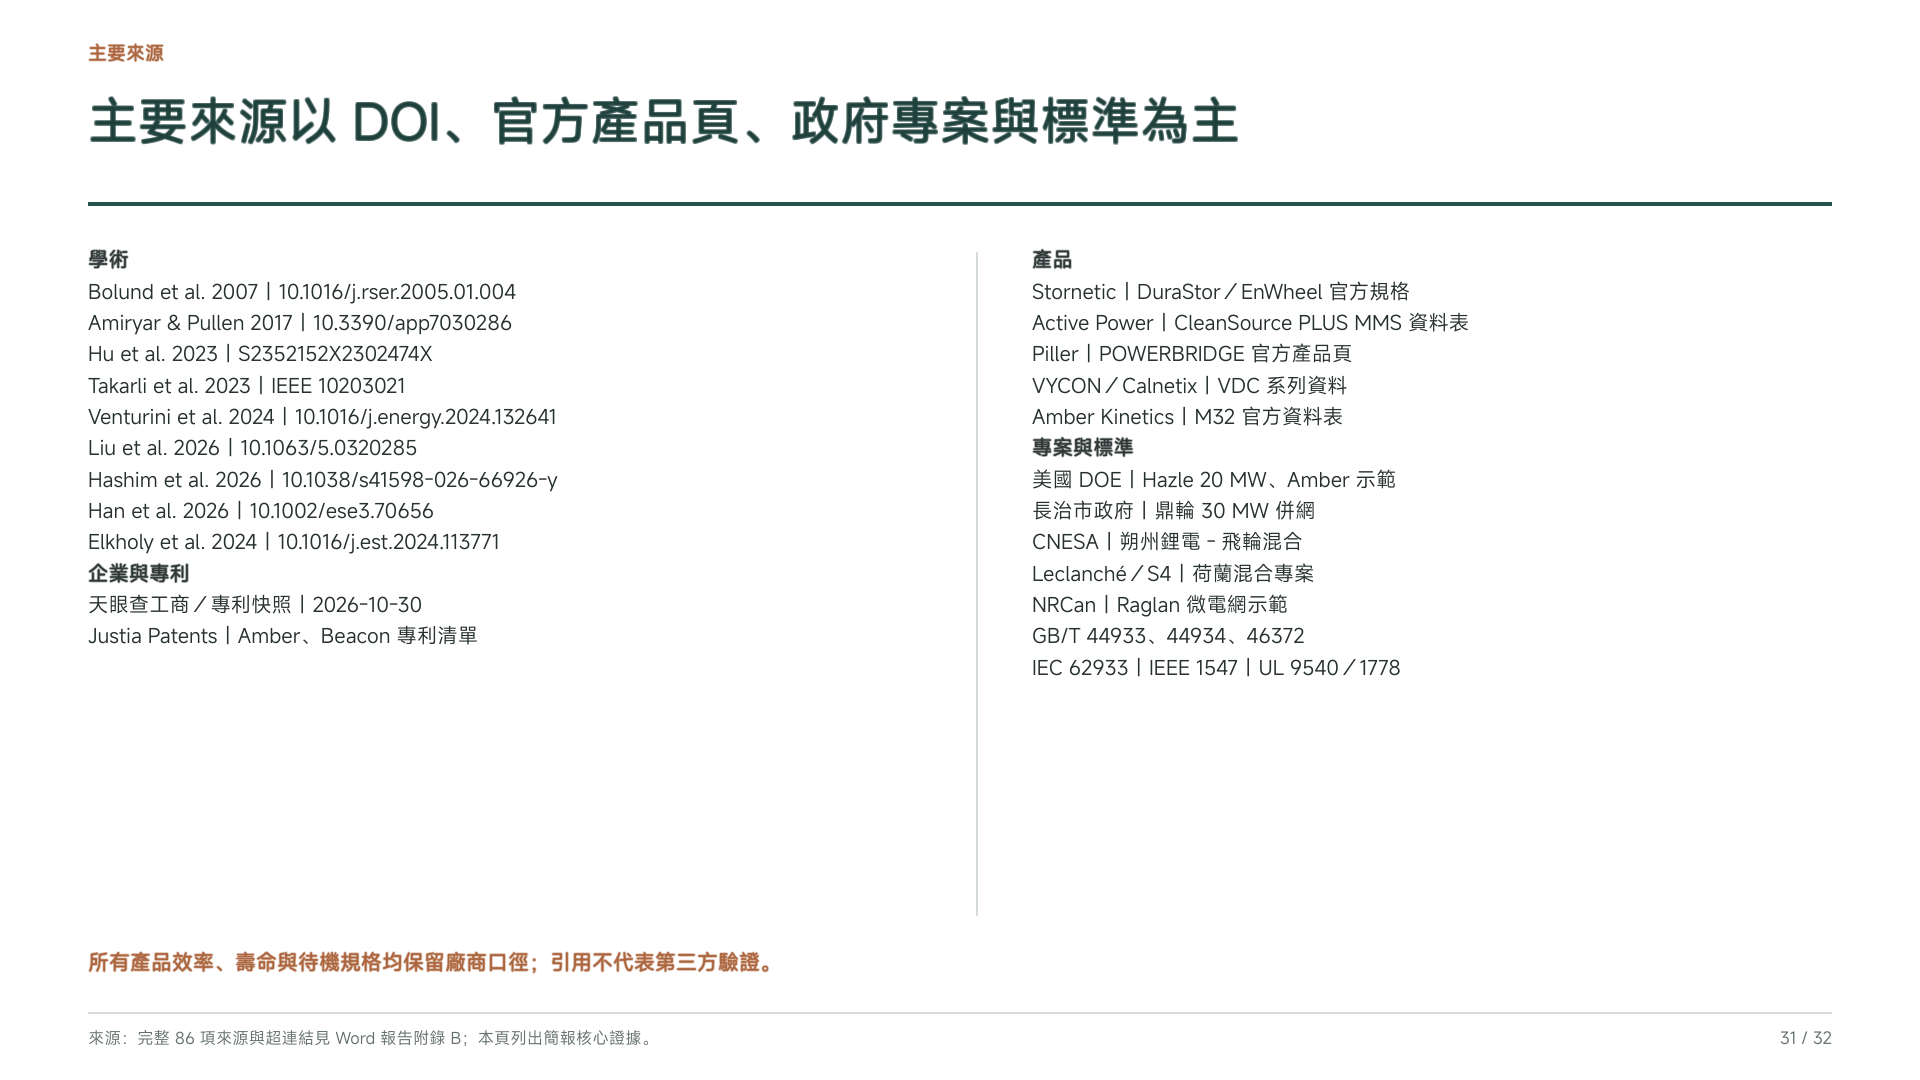 主要來源
主要來源以 DOI、官方產品頁、政府專案與標準為主
學術
Bolund et al. 2007｜10.1016/j.rser.2005.01.004
Amiryar & Pullen 2017｜10.3390/app7030286
Hu et al. 2023｜S2352152X2302474X
Takarli et al. 2023｜IEEE 10203021
Venturini et al. 2024｜10.1016/j.energy.2024.132641
Liu et al. 2026｜10.1063/5.0320285
Hashim et al. 2026｜10.1038/s41598-026-66926-y
Han et al. 2026｜10.1002/ese3.70656
Elkholy et al. 2024｜10.1016/j.est.2024.113771
企業與專利
天眼查工商／專利快照｜2026-10-30
Justia Patents｜Amber、Beacon 專利清單
產品
Stornetic｜DuraStor／EnWheel 官方規格
Active Power｜CleanSource PLUS MMS 資料表
Piller｜POWERBRIDGE 官方產品頁
VYCON／Calnetix｜VDC 系列資料
Amber Kinetics｜M32 官方資料表
專案與標準
美國 DOE｜Hazle 20 MW、Amber 示範
長治市政府｜鼎輪 30 MW 併網
CNESA｜朔州鋰電－飛輪混合
Leclanché／S4｜荷蘭混合專案
NRCan｜Raglan 微電網示範
GB/T 44933、44934、46372
IEC 62933｜IEEE 1547｜UL 9540／1778
所有產品效率、壽命與待機規格均保留廠商口徑；引用不代表第三方驗證。
來源：完整 86 項來源與超連結見 Word 報告附錄 B；本頁列出簡報核心證據。
31 / 32